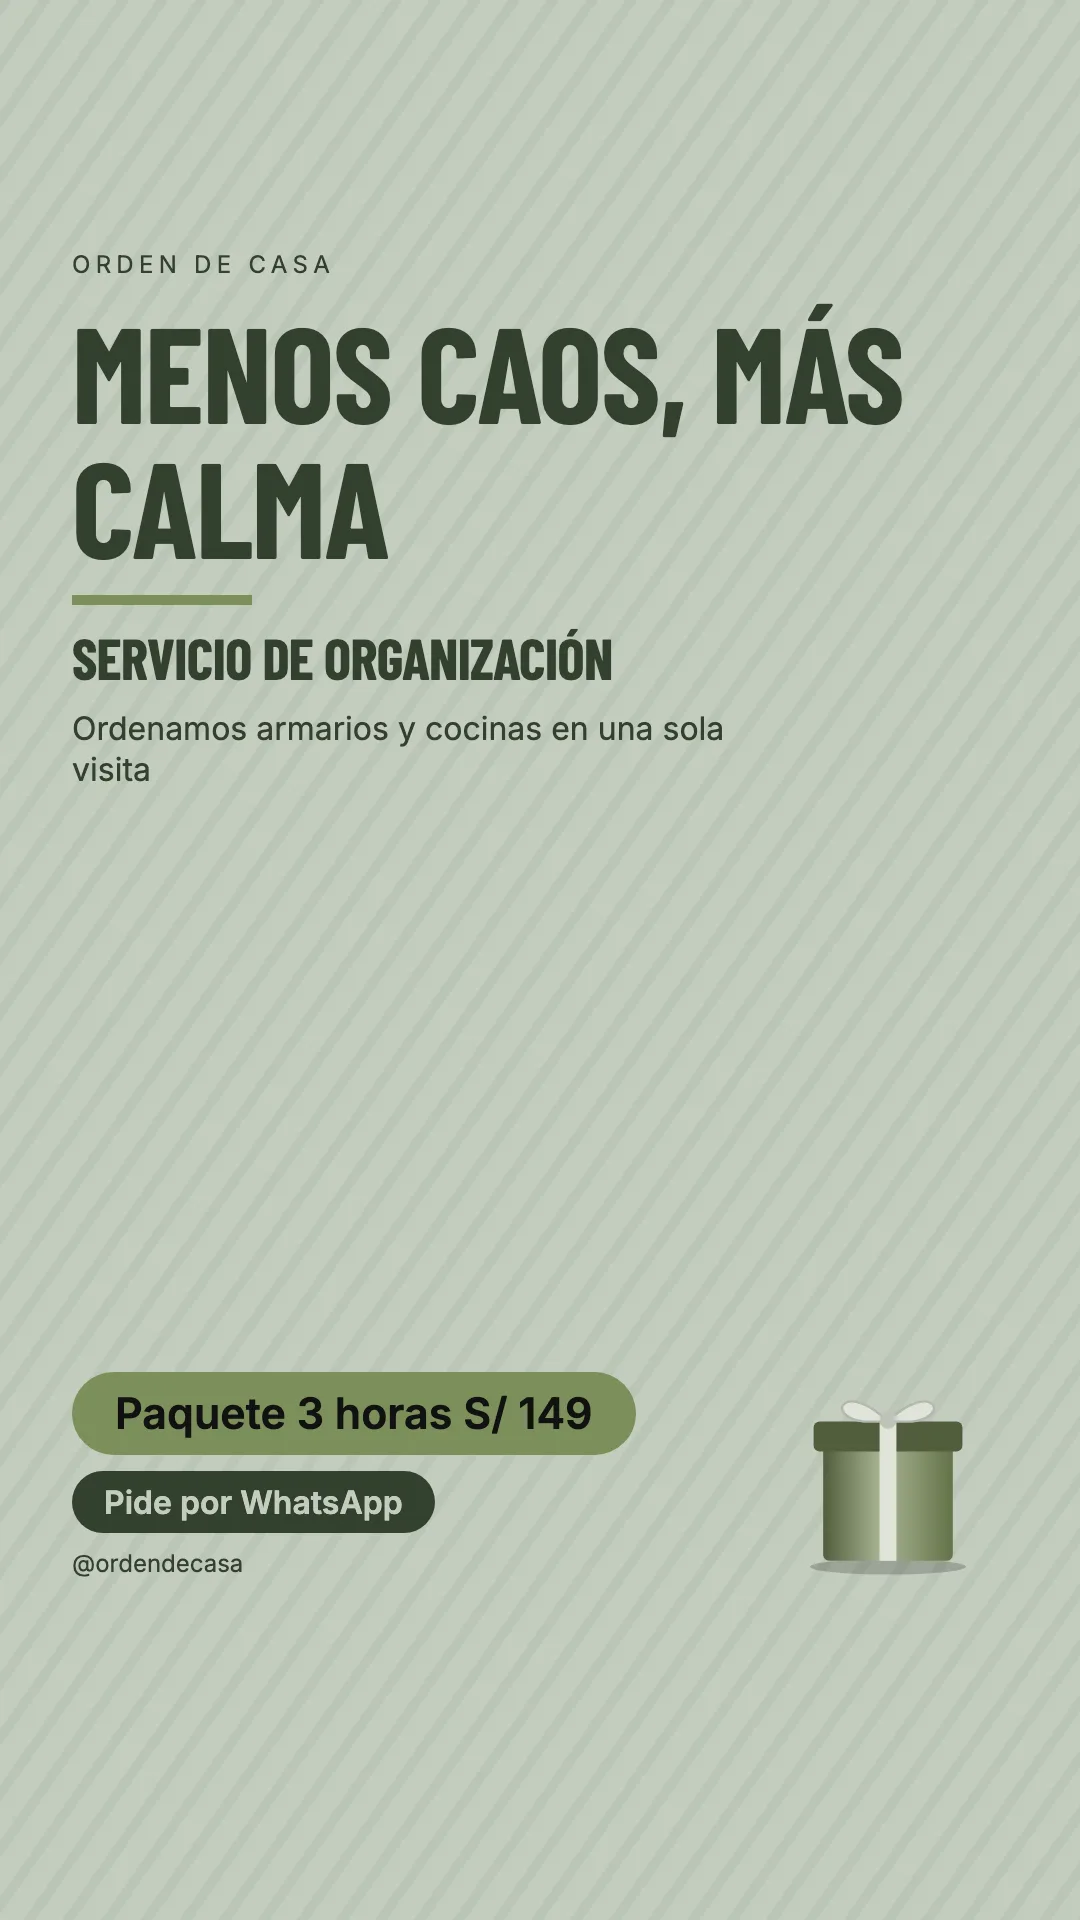 ORDEN DE CASA
MENOS CAOS, MÁS
CALMA
SERVICIO DE ORGANIZACIÓN
Ordenamos armarios y cocinas en una sola
visita
Paquete 3 horas S/ 149
Pide por WhatsApp
@ordendecasa